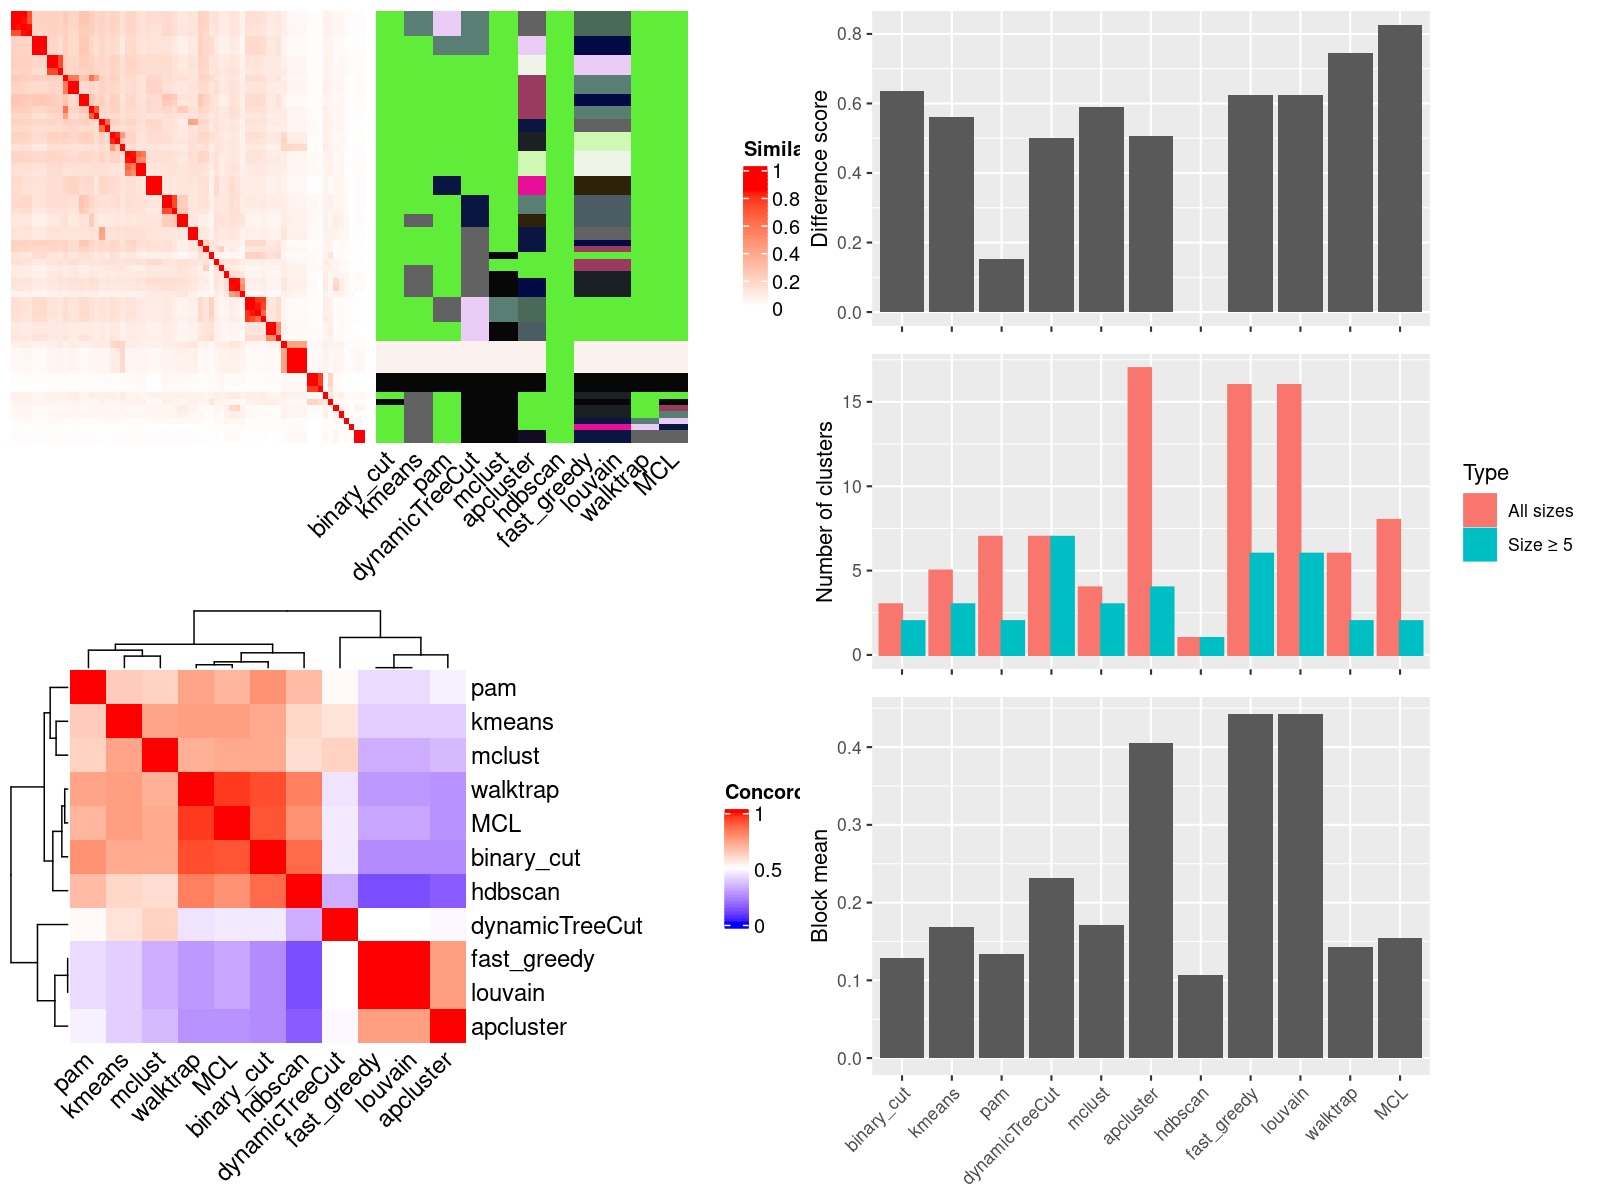 Simila
1
0.8
0.6
0.4
0.2
0
binary_cut
kmeans
pam
dynamicTreeCut
mclust
apcluster
hdbscan
fast_greedy
louvain
walktrap
MCL
pam
kmeans
mclust
walktrap
MCL
binary_cut
hdbscan
dynamicTreeCut
fast_greedy
louvain
apcluster
pam
kmeans
mclust
walktrap
MCL
binary_cut
hdbscan
dynamicTreeCut
fast_greedy
louvain
apcluster
Concord
1
0.5
0
Difference score
0.8
0.6
0.4
0.2
0.0
Number of clusters
15
10
5
0
Type
All sizes
Size ≥ 5
Block mean
0.4
0.3
0.2
0.1
0.0
binary_cut
kmeans
pam
dynamicTreeCut
mclust
apcluster
hdbscan
fast_greedy
louvain
walktrap
MCL